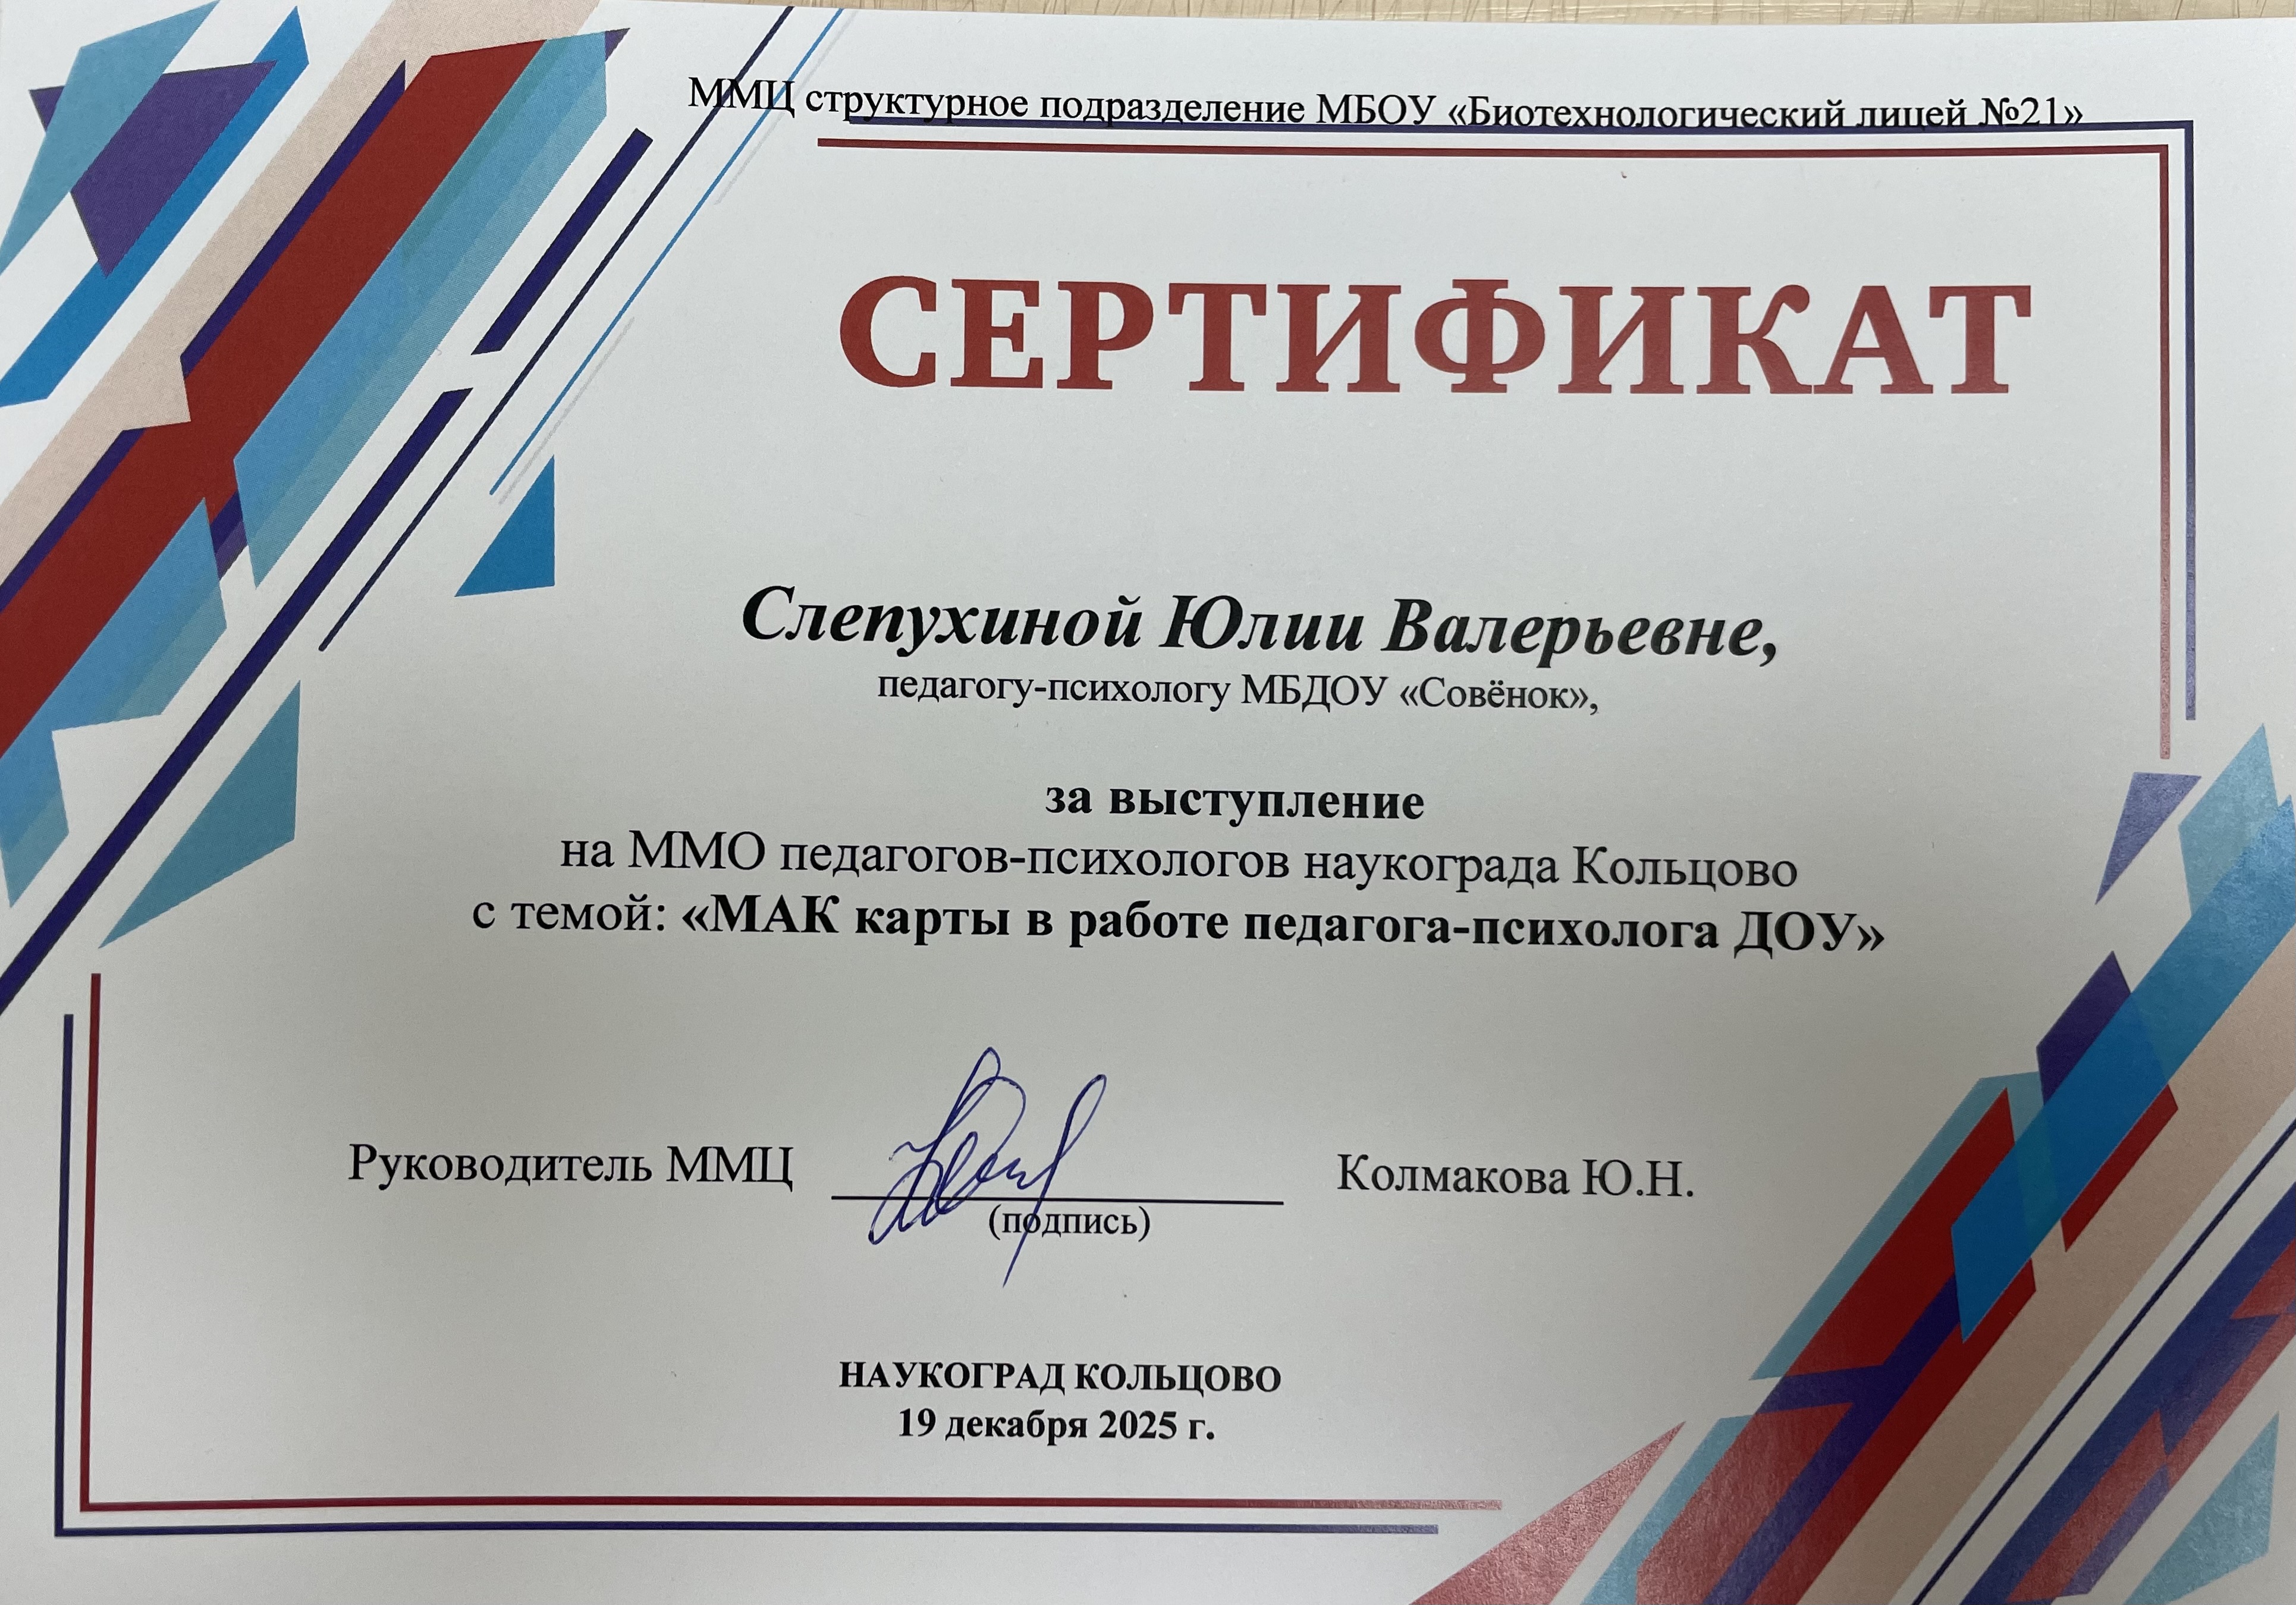 ММЦ структурное подразделение МБОУ «Биотехнологический лицей №21»
СЕРТИФИКАТ
Слепухиной Юлии Валерьевне,
педагогу-психологу МБДОУ «Совёнок»,
за выступление
на ММО педагогов-психологов наукограда Кольцово
с темой: «МАК карты в работе педагога-психолога ДОУ»
Руководитель ММЦ Колмакова Ю.Н.
(подпись)
НАУКОГРАД КОЛЬЦОВО
19 декабря 2025 г.